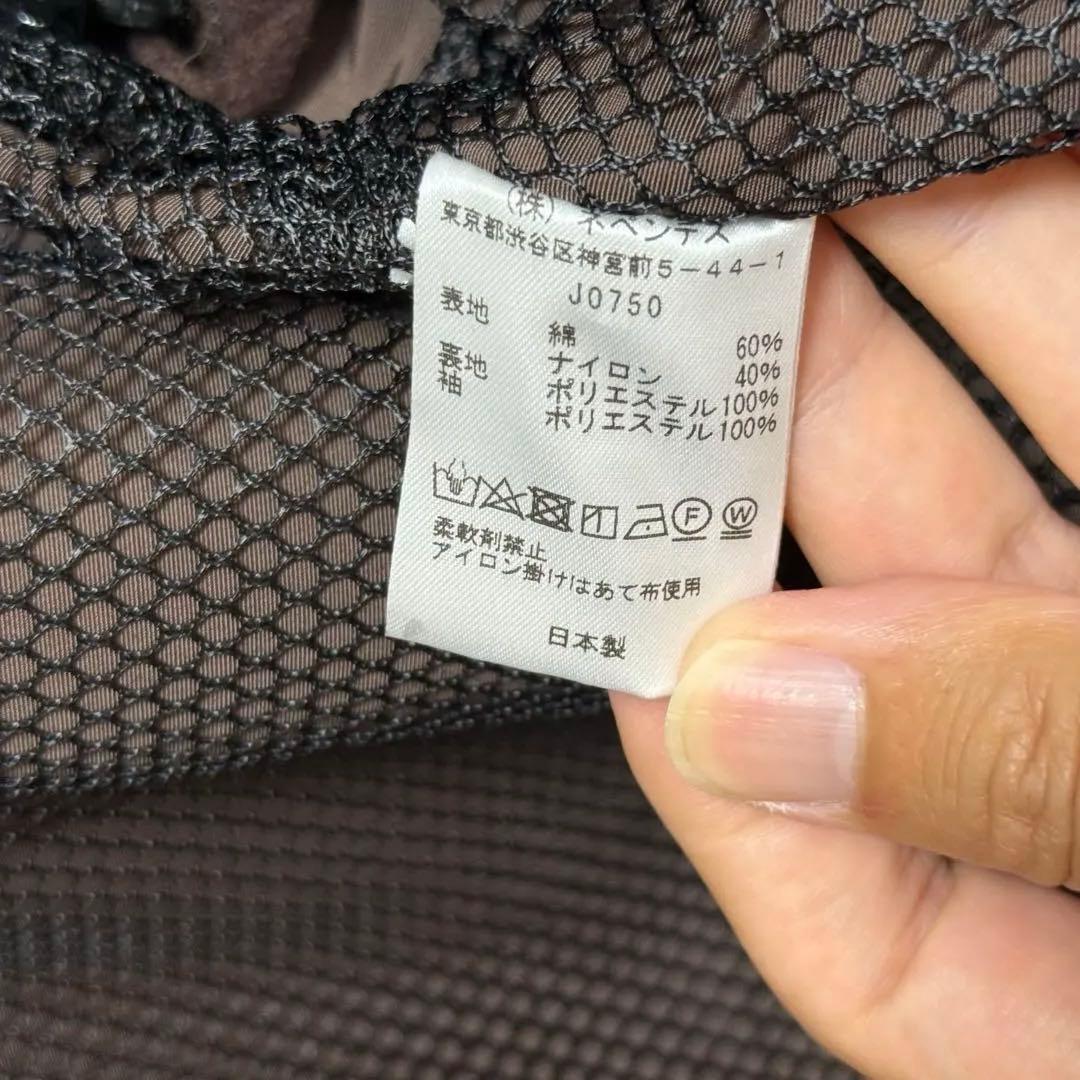 (株) ネペンテス
東京都渋谷区神宮前5-44-1
J0750
表地 綿 60%
ナイロン 40%
裏地 ポリエステル100%
袖 ポリエステル100%
F W
柔軟剤禁止
アイロン掛けはあて布使用
日本製